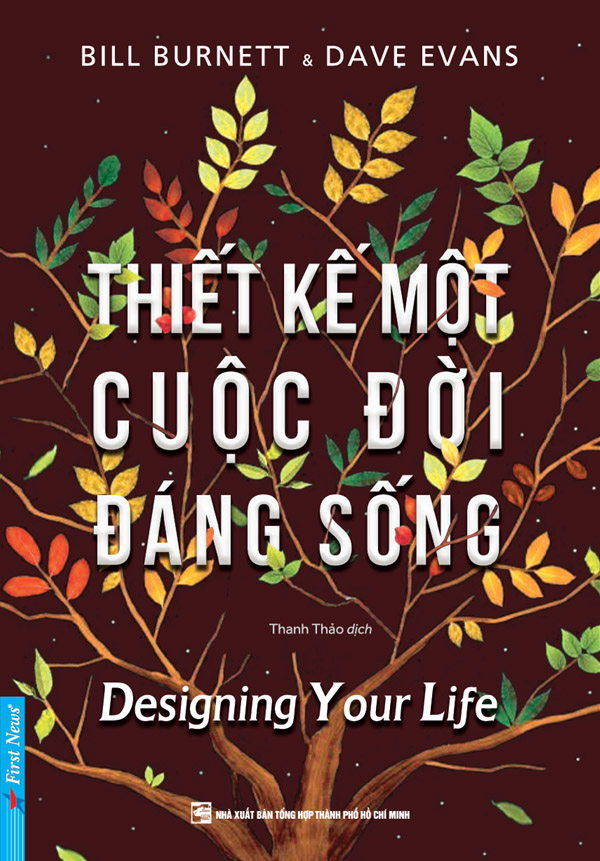 BILL BURNETT & DAVE EVANS
THIẾT KẾ MỘT
CUỘC ĐỜI
ĐÁNG SỐNG
Thanh Thảo dịch
Designing Your Life
First News®
NHÀ XUẤT BẢN TỔNG HỢP THÀNH PHỐ HỒ CHÍ MINH